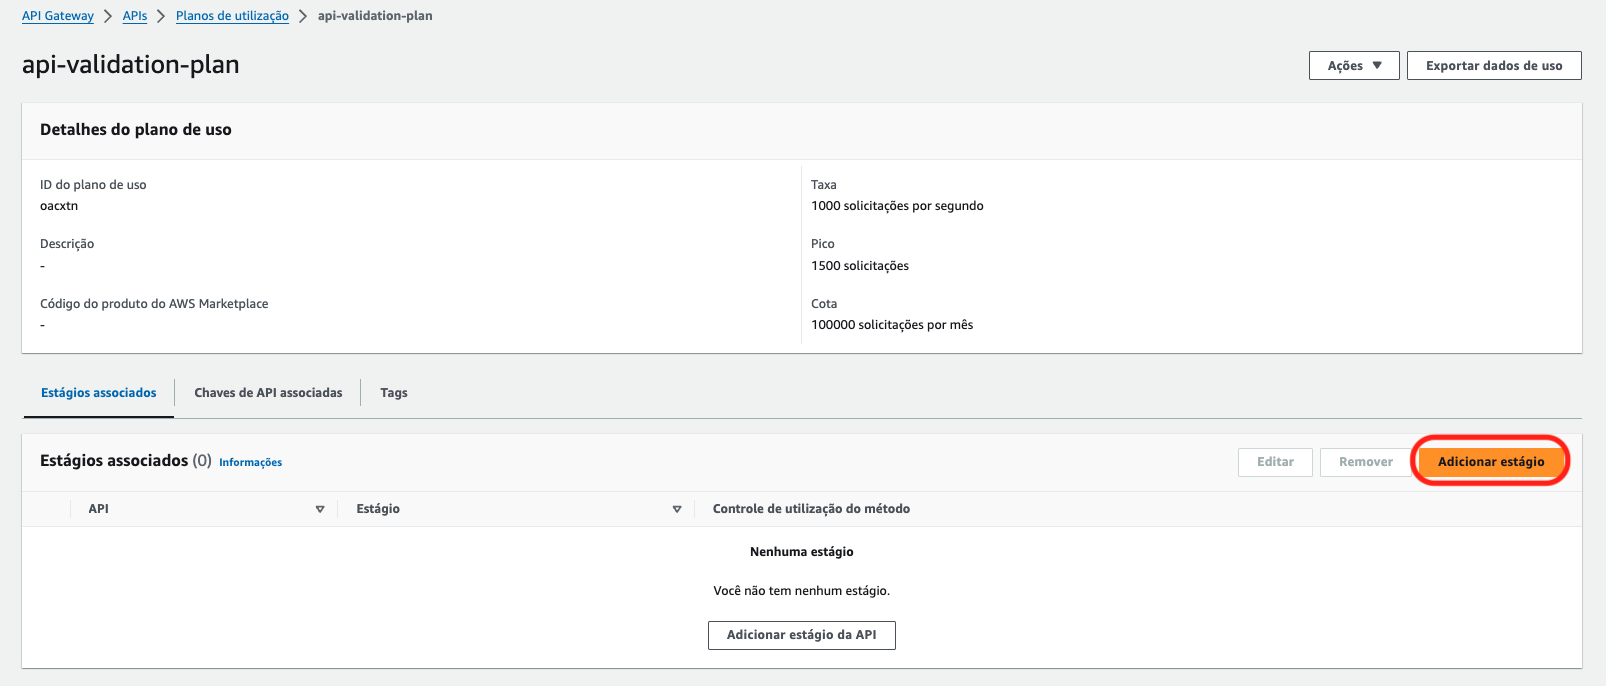 API Gateway > APIs > Planos de utilização > api-validation-plan
api-validation-plan
Ações ▼ Exportar dados de uso
Detalhes do plano de uso
ID do plano de uso
oacxtn
Descrição
-
Código do produto do AWS Marketplace
-
Taxa
1000 solicitações por segundo
Pico
1500 solicitações
Cota
100000 solicitações por mês
Estágios associados Chaves de API associadas Tags
Estágios associados (0) Informações Editar Remover Adicionar estágio
API Estágio Controle de utilização do método
Nenhuma estágio
Você não tem nenhum estágio.
Adicionar estágio da API